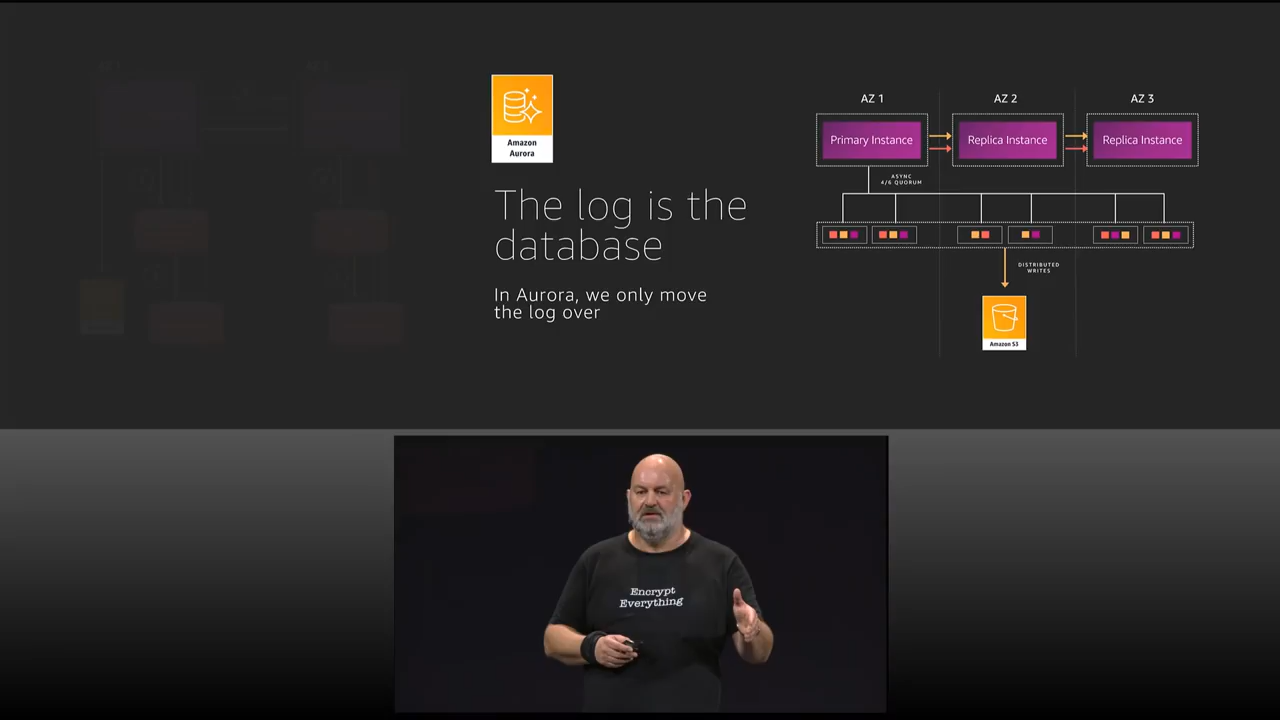 Amazon
Aurora
The log is the
database
In Aurora, we only move
the log over
AZ 1
AZ 2
AZ 3
Primary Instance
Replica Instance
Replica Instance
ASYNC
4/6 QUORUM
DISTRIBUTED
WRITES
Amazon S3
Encrypt
Everything